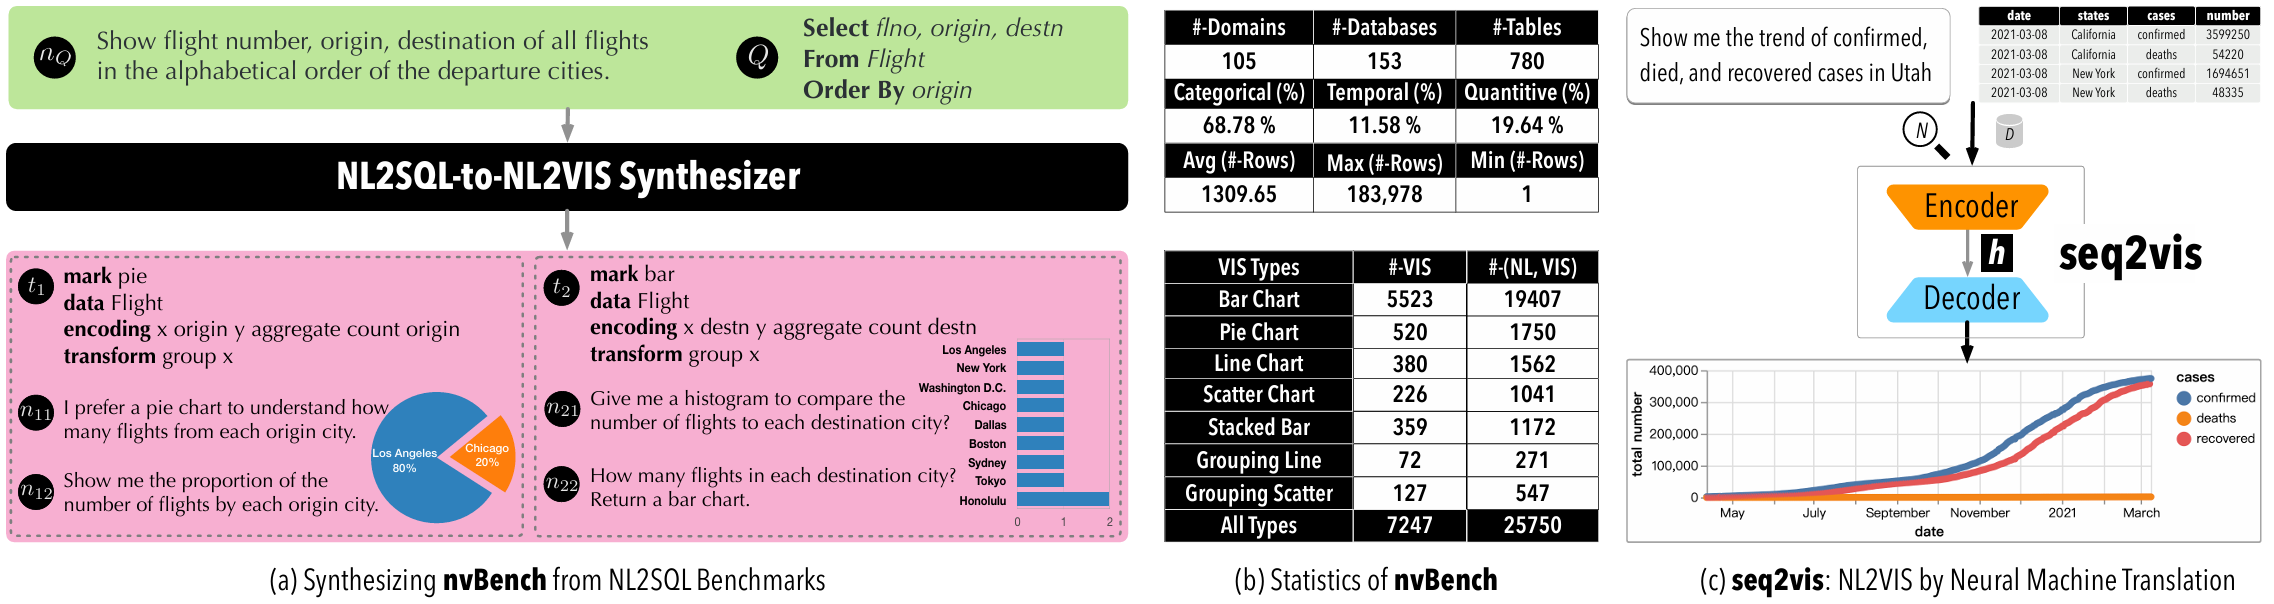 n_Q
Show flight number, origin, destination of all flights
in the alphabetical order of the departure cities.
Q
Select flno, origin, destn
From Flight
Order By origin
NL2SQL-to-NL2VIS Synthesizer
t_1
mark pie
data Flight
encoding x origin y aggregate count origin
transform group x
n_11
I prefer a pie chart to understand how
many flights from each origin city.
n_12
Show me the proportion of the
number of flights by each origin city.
Los Angeles
80%
Chicago
20%
t_2
mark bar
data Flight
encoding x destn y aggregate count destn
transform group x
n_21
Give me a histogram to compare the
number of flights to each destination city?
n_22
How many flights in each destination city?
Return a bar chart.
Los Angeles
New York
Washington D.C.
Chicago
Dallas
Boston
Sydney
Tokyo
Honolulu
0 1 2
(a) Synthesizing nvBench from NL2SQL Benchmarks
#-Domains #-Databases #-Tables
105 153 780
Categorical (%) Temporal (%) Quantitive (%)
68.78 % 11.58 % 19.64 %
Avg (#-Rows) Max (#-Rows) Min (#-Rows)
1309.65 183,978 1
VIS Types #-VIS #-(NL, VIS)
Bar Chart 5523 19407
Pie Chart 520 1750
Line Chart 380 1562
Scatter Chart 226 1041
Stacked Bar 359 1172
Grouping Line 72 271
Grouping Scatter 127 547
All Types 7247 25750
(b) Statistics of nvBench
Show me the trend of confirmed,
died, and recovered cases in Utah
date states cases number
2021-03-08 California confirmed 3599250
2021-03-08 California deaths 54220
2021-03-08 New York confirmed 1694651
2021-03-08 New York deaths 48335
N
D
Encoder
h
seq2vis
Decoder
total number
400,000
300,000
200,000
100,000
0
May July September November 2021 March
date
cases
confirmed
deaths
recovered
(c) seq2vis: NL2VIS by Neural Machine Translation